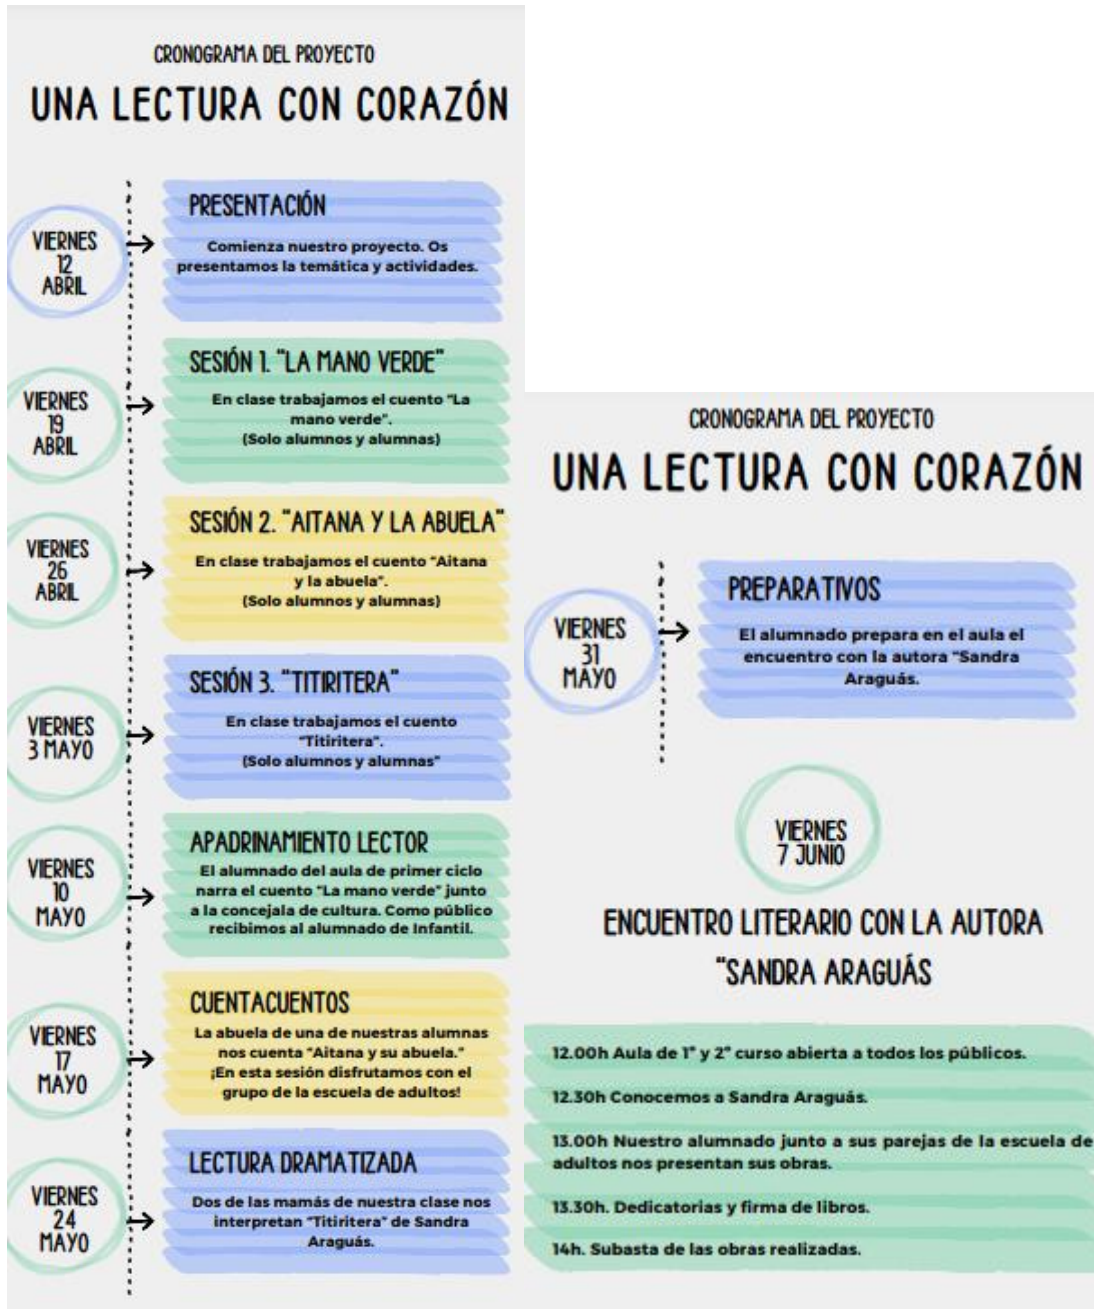 CRONOGRAMA DEL PROYECTO
UNA LECTURA CON CORAZÓN
VIERNES
12
ABRIL
PRESENTACIÓN
Comienza nuestro proyecto. Os
presentamos la temática y actividades.
VIERNES
19
ABRIL
SESIÓN 1. "LA MANO VERDE"
En clase trabajamos el cuento "La
mano verde".
(Solo alumnos y alumnas)
VIERNES
26
ABRIL
SESIÓN 2. "AITANA Y LA ABUELA"
En clase trabajamos el cuento "Aitana
y la abuela".
(Solo alumnos y alumnas)
VIERNES
3 MAYO
SESIÓN 3. "TITIRITERA"
En clase trabajamos el cuento
"Titiritera".
(Solo alumnos y alumnas"
VIERNES
10
MAYO
APADRINAMIENTO LECTOR
El alumnado del aula de primer ciclo
narra el cuento "La mano verde" junto
a la concejala de cultura. Como público
recibimos al alumnado de Infantil.
VIERNES
17
MAYO
CUENTACUENTOS
La abuela de una de nuestras alumnas
nos cuenta "Aitana y su abuela."
¡En esta sesión disfrutamos con el
grupo de la escuela de adultos!
VIERNES
24
MAYO
LECTURA DRAMATIZADA
Dos de las mamás de nuestra clase nos
interpretan "Titiritera" de Sandra
Araguás.
CRONOGRAMA DEL PROYECTO
UNA LECTURA CON CORAZÓN
VIERNES
31
MAYO
PREPARATIVOS
El alumnado prepara en el aula el
encuentro con la autora "Sandra
Araguás.
VIERNES
7 JUNIO
ENCUENTRO LITERARIO CON LA AUTORA
"SANDRA ARAGUÁS
12.00h Aula de 1º y 2º curso abierta a todos los públicos.
12.30h Conocemos a Sandra Araguás.
13.00h Nuestro alumnado junto a sus parejas de la escuela de
adultos nos presentan sus obras.
13.30h. Dedicatorias y firma de libros.
14h. Subasta de las obras realizadas.